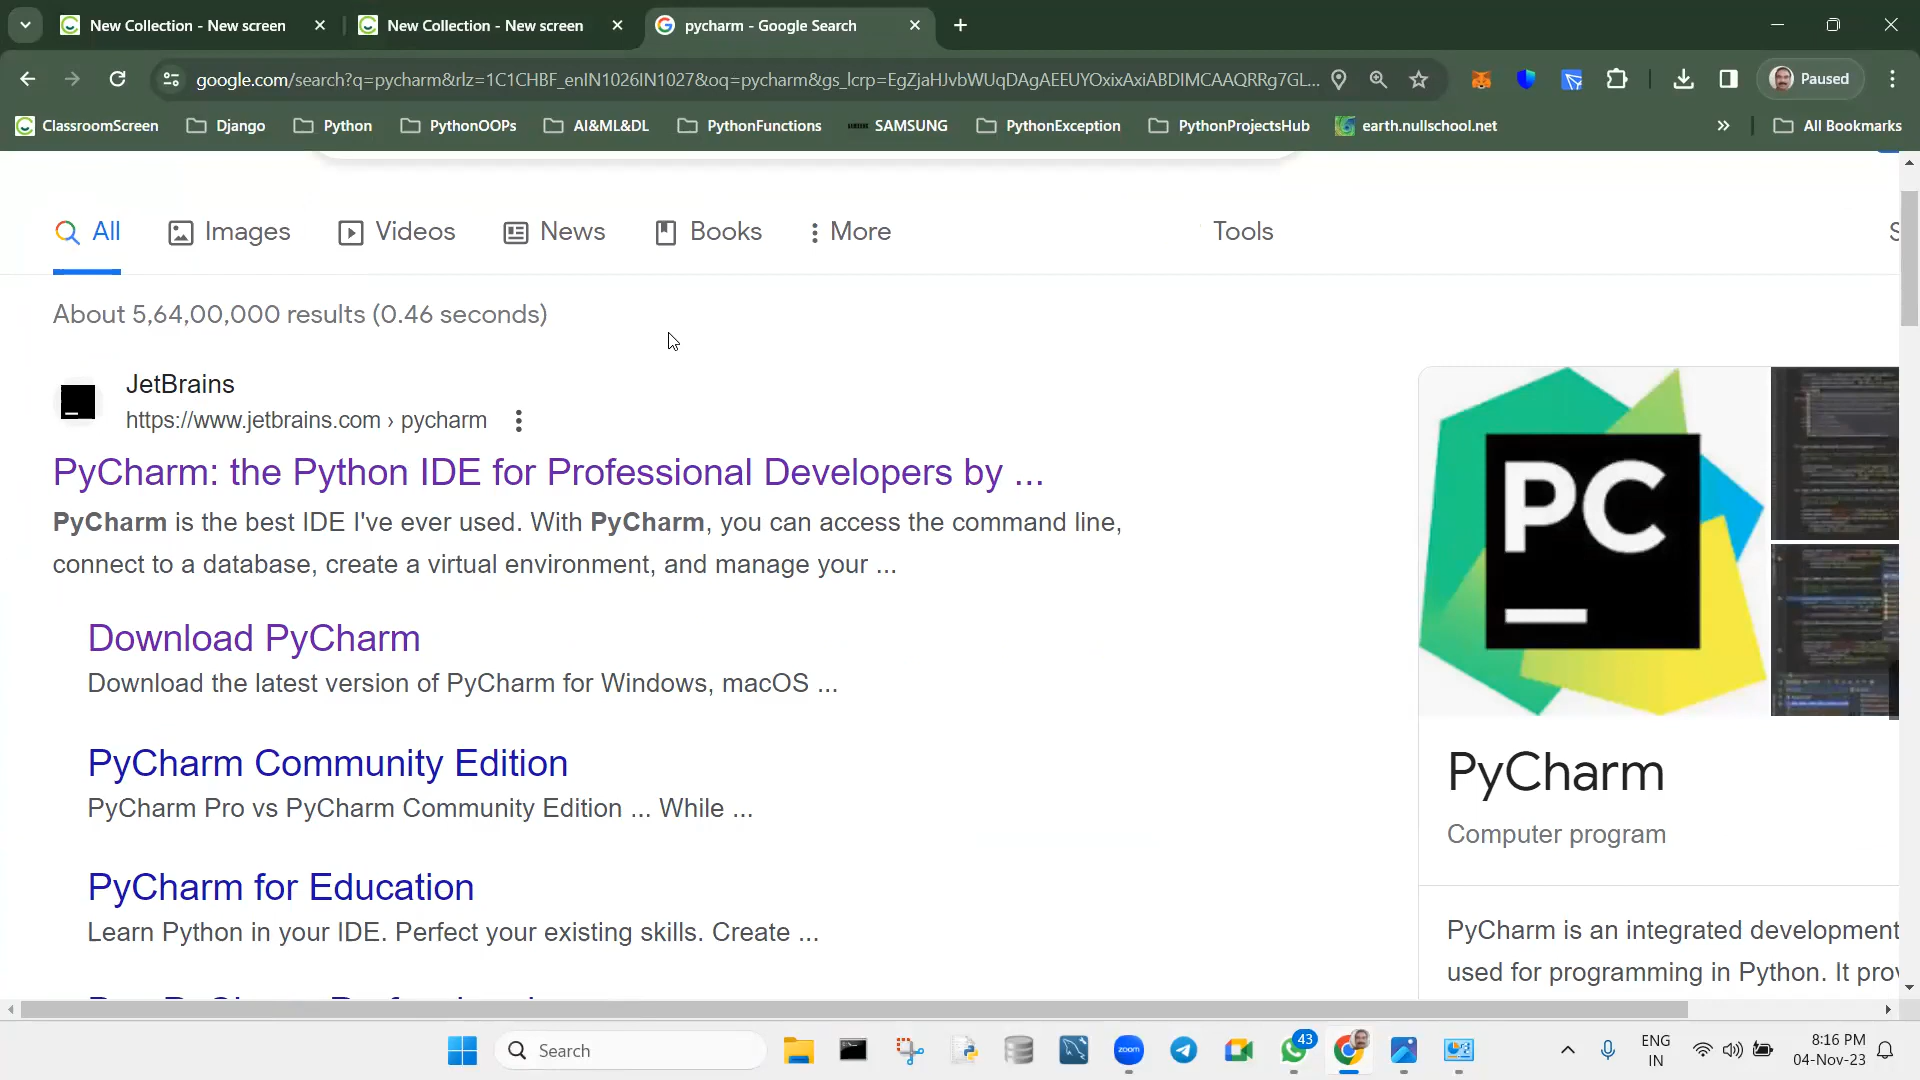 New Collection - New screen
New Collection - New screen
pycharm - Google Search
google.com/search?q=pycharm&rlz=1C1CHBF_enIN1026IN1027&oq=pycharm&gs_lcrp=EgZjaHJvbWUqDAgAEEUYOxixAxiABDIMCAAQRRg7GL...
Paused
ClassroomScreen
Django
Python
PythonOOPs
AI&ML&DL
PythonFunctions
SAMSUNG
PythonException
PythonProjectsHub
earth.nullschool.net
»
All Bookmarks
All
Images
Videos
News
Books
More
Tools
About 5,64,00,000 results (0.46 seconds)
JetBrains
https://www.jetbrains.com › pycharm
PyCharm: the Python IDE for Professional Developers by ...
PyCharm is the best IDE I've ever used. With PyCharm, you can access the command line,
connect to a database, create a virtual environment, and manage your ...
Download PyCharm
Download the latest version of PyCharm for Windows, macOS ...
PyCharm Community Edition
PyCharm Pro vs PyCharm Community Edition ... While ...
PyCharm for Education
Learn Python in your IDE. Perfect your existing skills. Create ...
PC
PyCharm
Computer program
PyCharm is an integrated development
used for programming in Python. It
Search
zoom
43
ENG
IN
8:16 PM
04-Nov-23